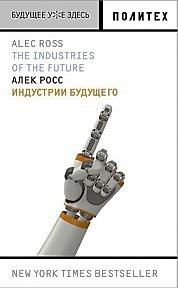 БУДУЩЕЕ УЖЕ ЗДЕСЬ
ПОЛИТЕХ
ALEC ROSS
THE INDUSTRIES
OF THE FUTURE
АЛЕК РОСС
ИНДУСТРИИ БУДУЩЕГО
NEW YORK TIMES BESTSELLER